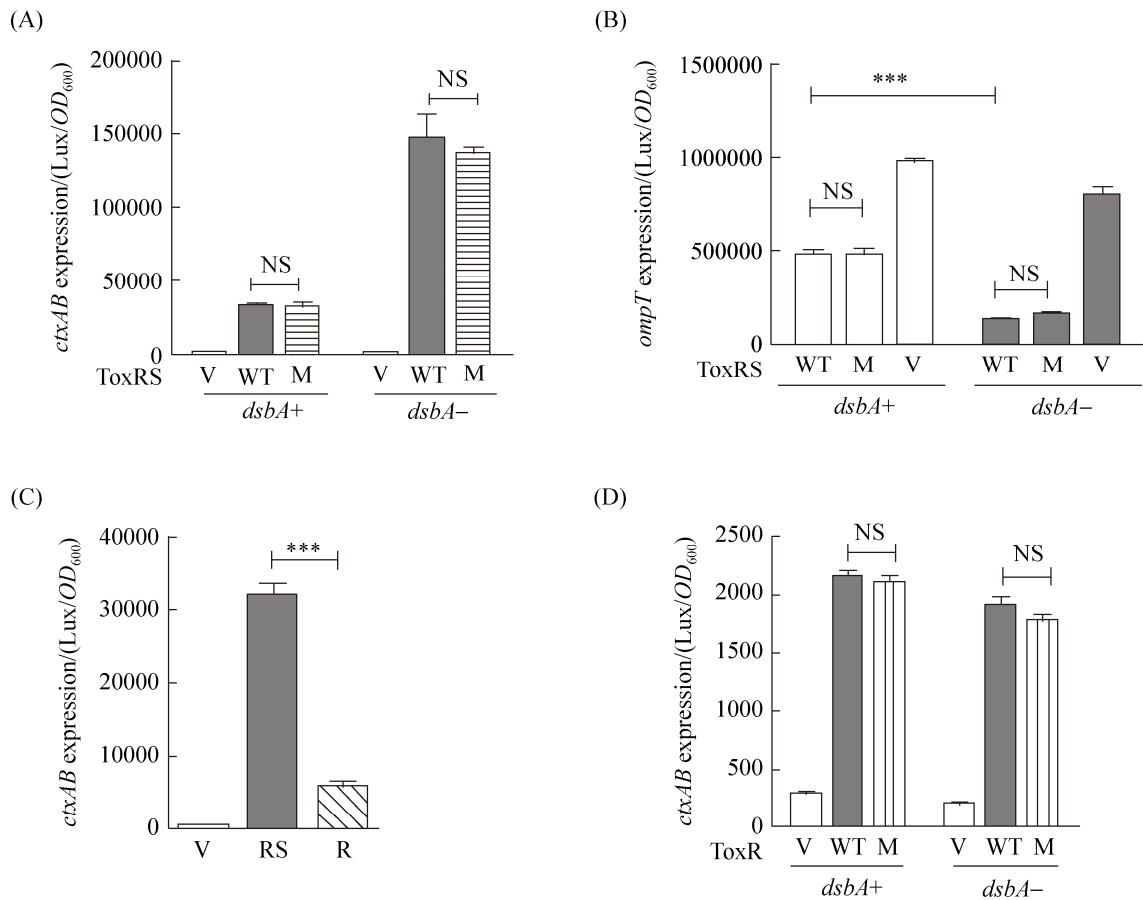 (A)
ctxAB expression/(Lux/OD600)
200000
150000
100000
50000
0
NS
NS
ToxRS V WT M V WT M
dsbA+ dsbA−
(B)
ompT expression/(Lux/OD600)
1500000
1000000
500000
0
***
NS
NS
WT M V WT M V
dsbA+ dsbA−
(C)
ctxAB expression/(Lux/OD600)
40000
30000
20000
10000
0
***
V RS R
(D)
ctxAB expression/(Lux/OD600)
2500
2000
1500
1000
500
0
NS
NS
ToxR V WT M V WT M
dsbA+ dsbA−